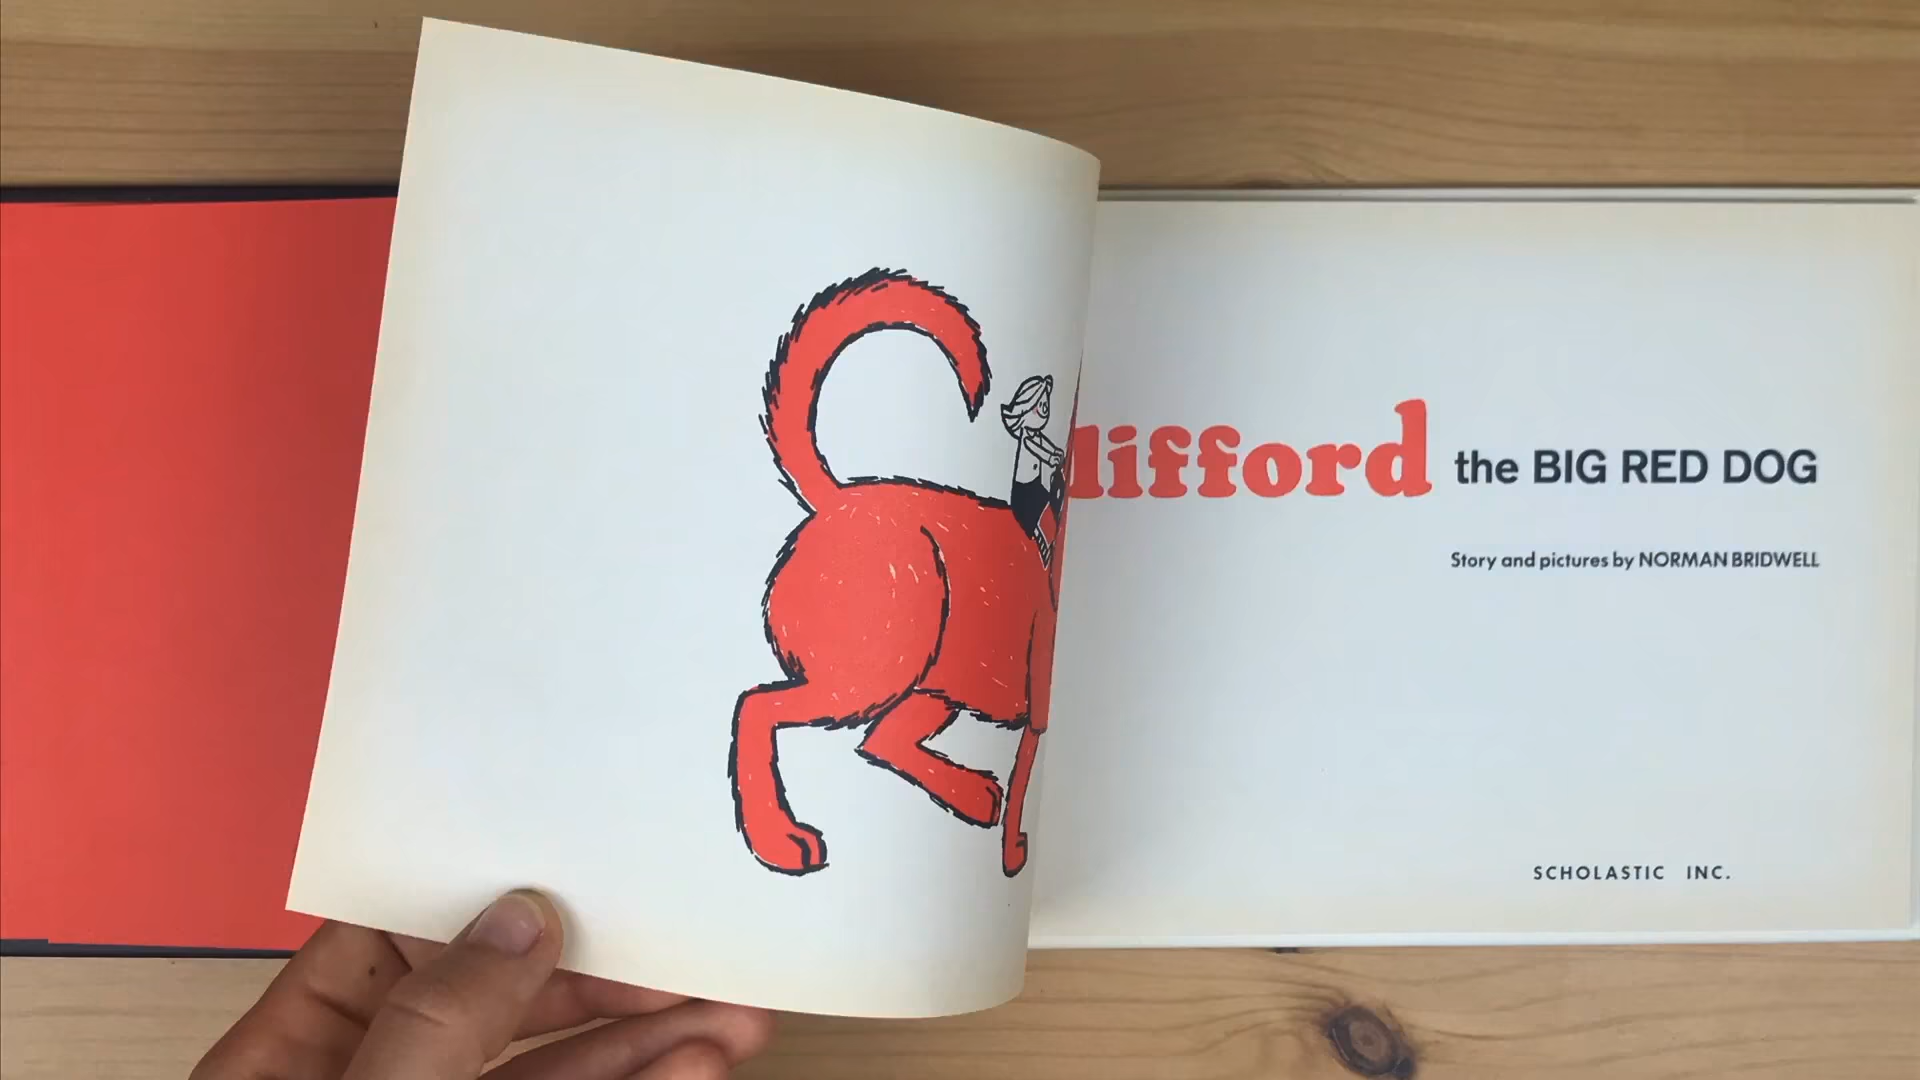 lifford the BIG RED DOG
Story and pictures by NORMAN BRIDWELL
SCHOLASTIC INC.